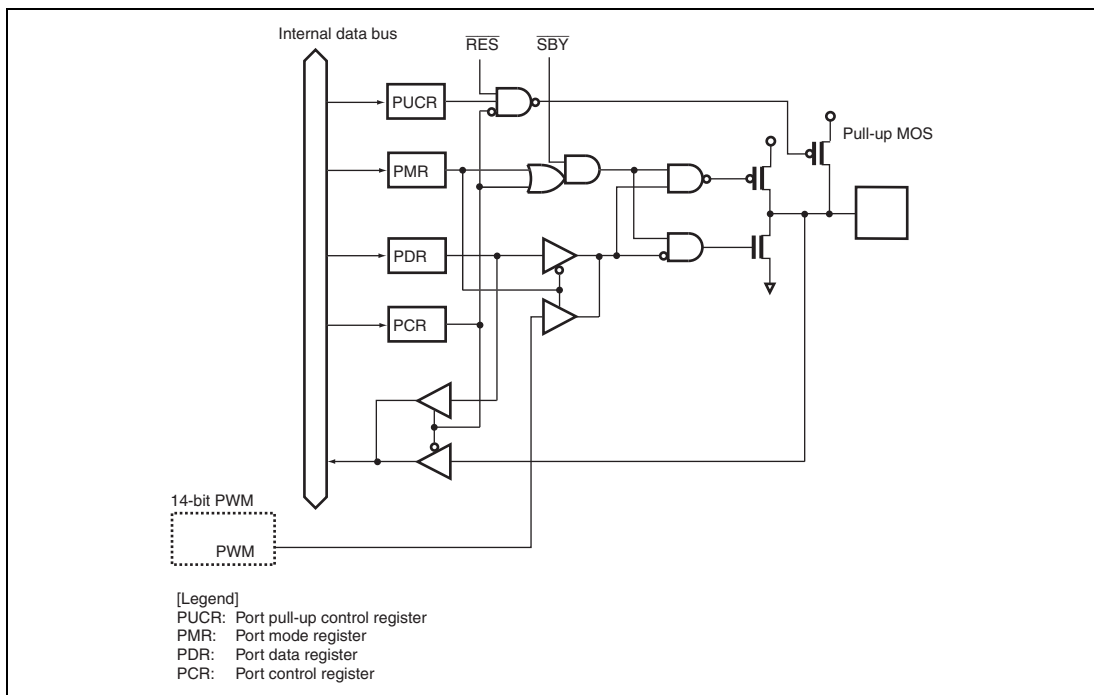 Internal data bus
RES
SBY
PUCR
Pull-up MOS
PMR
PDR
PCR
14-bit PWM
PWM
[Legend]
PUCR: Port pull-up control register
PMR: Port mode register
PDR: Port data register
PCR: Port control register